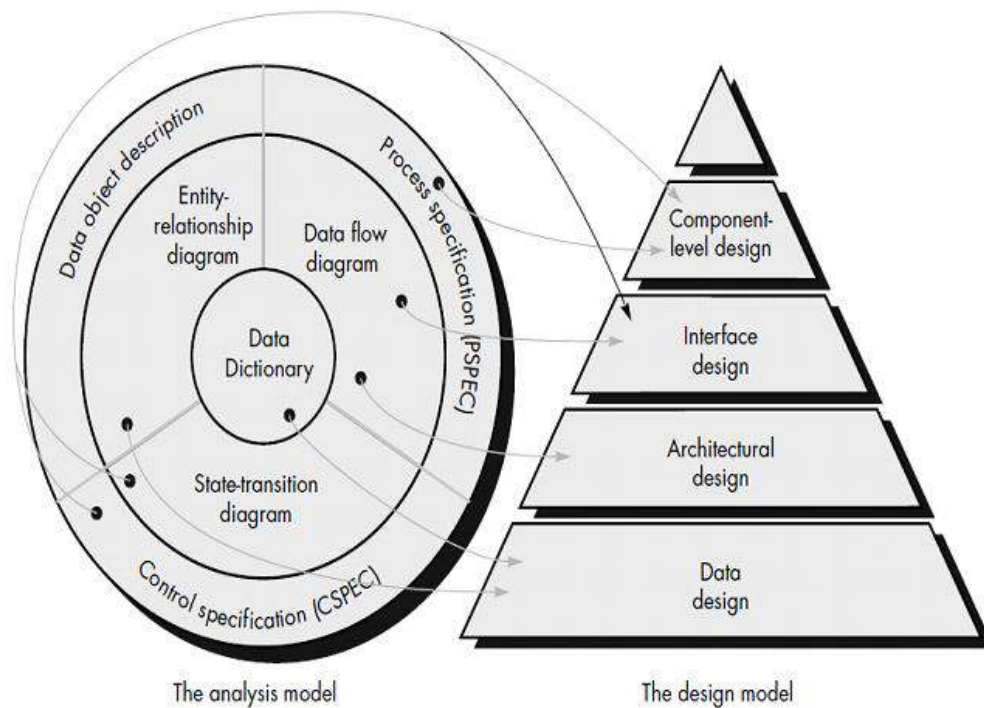 Data object description
Process specification (PSPEC)
Control specification (CSPEC)
Entity-
relationship
diagram
Data flow
diagram
Data
Dictionary
State-transition
diagram
The analysis model
Component-
level design
Interface
design
Architectural
design
Data
design
The design model